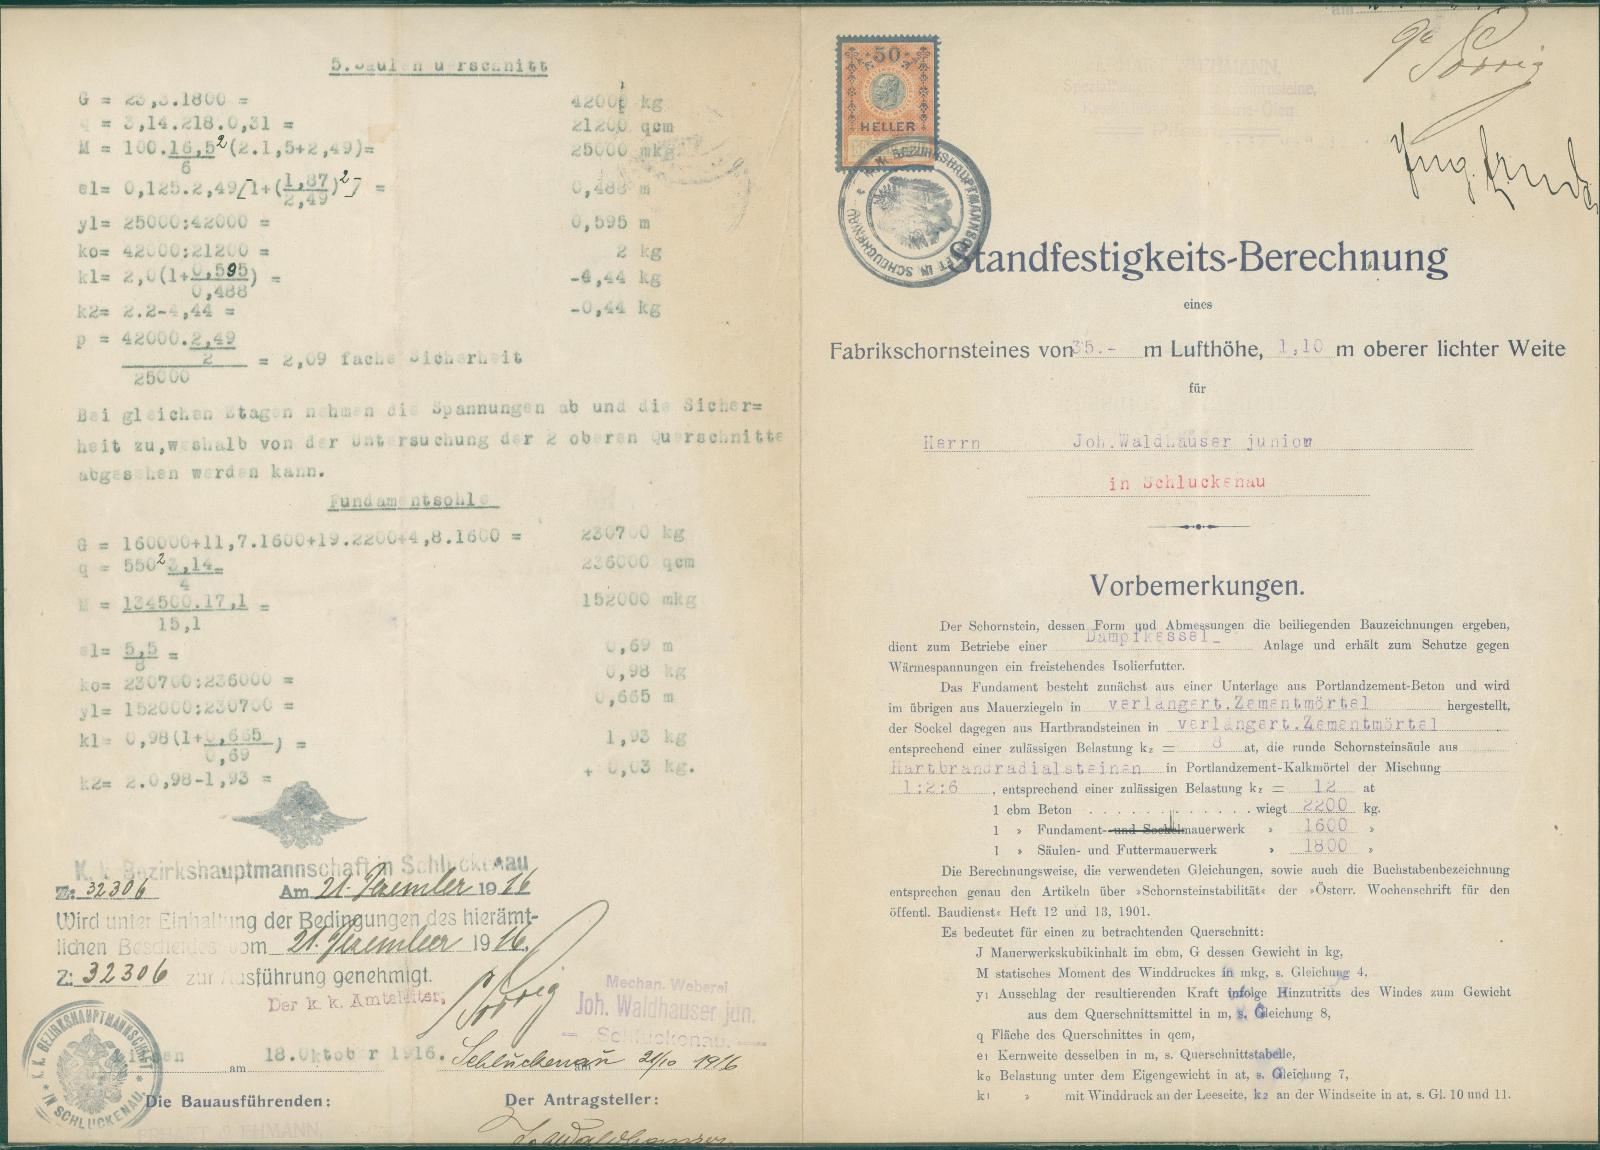 5.Säulenquerschnitt
G = 23,3.1800 = 42000 kg
q = 3,14.218.0,31 = 21200 qcm
M = 100.16,5²(2.1,5+2,49)= 25000 mkg
6
el= 0,125.2,49[1+(1,87)²] = 0,488 m
2,49
yl= 25000:42000 = 0,595 m
ko= 42000:21200 = 2 kg
kl= 2,0(1+0,595) = -4,44 kg
0,488
k2= 2.2-4,44 = -0,44 kg
p = 42000.2,49
2 = 2,09 fache Sicherheit
25000
Bei gleichen Etagen nehmen die Spannungen ab und die Sicher=
heit zu,weshalb von der Untersuchung der 2 oberen Querschnitte
abgesehen werden kann.
Fundamentsohle
G = 160000+11,7.1600+19.2200+4,8.1600 = 230700 kg
q = 550² 3,14= 236000 qcm
4
M = 134500.17,1 = 152000 mkg
15,1
el= 5,5 = 0,69 m
8
ko= 230700:236000 = 0,98 kg
yl= 152000:230700 = 0,665 m
kl= 0,98(1+0,665) = 1,93 kg
0,69
k2= 2.0,98-1,93 = + 0,03 kg.
K. k. Bezirkshauptmannschaft in Schluckenau
Z: 32306 Am 21. Dezember 1916
Wird unter Einhaltung der Bedingungen des hierämt-
lichen Bescheides vom 21. Dezember 1916.
Z: 32306 zur Ausführung genehmigt.
Der k. k. Amtsleiter:
Mechan. Weberei
Joh. Waldhauser jun.
Schluckenau.
K. K. BEZIRKSHAUPTMANNSCHAFT
IN SCHLUCKENAU
am 18.Oktober 1916.
Schluckenau am 21/10 1916
Die Bauausführenden: Der Antragsteller:
J. Waldhauser
50
HELLER
K. K. BEZIRKSHAUPTMANNSCHAFT IN SCHLUCKENAU
Standfestigkeits-Berechnung
eines
Fabrikschornsteines von 35.- m Lufthöhe, 1,10 m oberer lichter Weite
für
Herrn Joh.Waldhauser junior
in Schluckenau
Vorbemerkungen.
Der Schornstein, dessen Form und Abmessungen die beiliegenden Bauzeichnungen ergeben,
dient zum Betriebe einer Dampfkessel- Anlage und erhält zum Schutze gegen
Wärmespannungen ein freistehendes Isolierfutter.
Das Fundament besteht zunächst aus einer Unterlage aus Portlandzement-Beton und wird
im übrigen aus Mauerziegeln in verlängert.Zementmörtel hergestellt,
der Sockel dagegen aus Hartbrandsteinen in verlängert.Zementmörtel
entsprechend einer zulässigen Belastung kz = 8 at, die runde Schornsteinsäule aus
Hartbrandradialsteinen in Portlandzement-Kalkmörtel der Mischung
1:2:6 , entsprechend einer zulässigen Belastung kz = 12 at
1 cbm Beton . . . . . . . . . . . . . . wiegt 2200 kg.
1 » Fundament- und Sockelmauerwerk » 1600 »
1 » Säulen- und Futtermauerwerk » 1800 »
Die Berechnungsweise, die verwendeten Gleichungen, sowie auch die Buchstabenbezeichnung
entsprechen genau den Artikeln über »Schornsteinstabilität« der »Österr. Wochenschrift für den
öffentl. Baudienst« Heft 12 und 13, 1901.
Es bedeutet für einen zu betrachtenden Querschnitt:
J Mauerwerkskubikinhalt im cbm, G dessen Gewicht in kg,
M statisches Moment des Winddruckes in mkg, s. Gleichung 4,
y1 Ausschlag der resultierenden Kraft infolge Hinzutritts des Windes zum Gewicht
aus dem Querschnittsmittel in m, s. Gleichung 8,
q Fläche des Querschnittes in qcm,
e1 Kernweite desselben in m, s. Querschnittstabelle,
k0 Belastung unter dem Eigengewicht in at, s. Gleichung 7,
k1 » mit Winddruck an der Leeseite, k2 an der Windseite in at, s. Gl. 10 und 11.